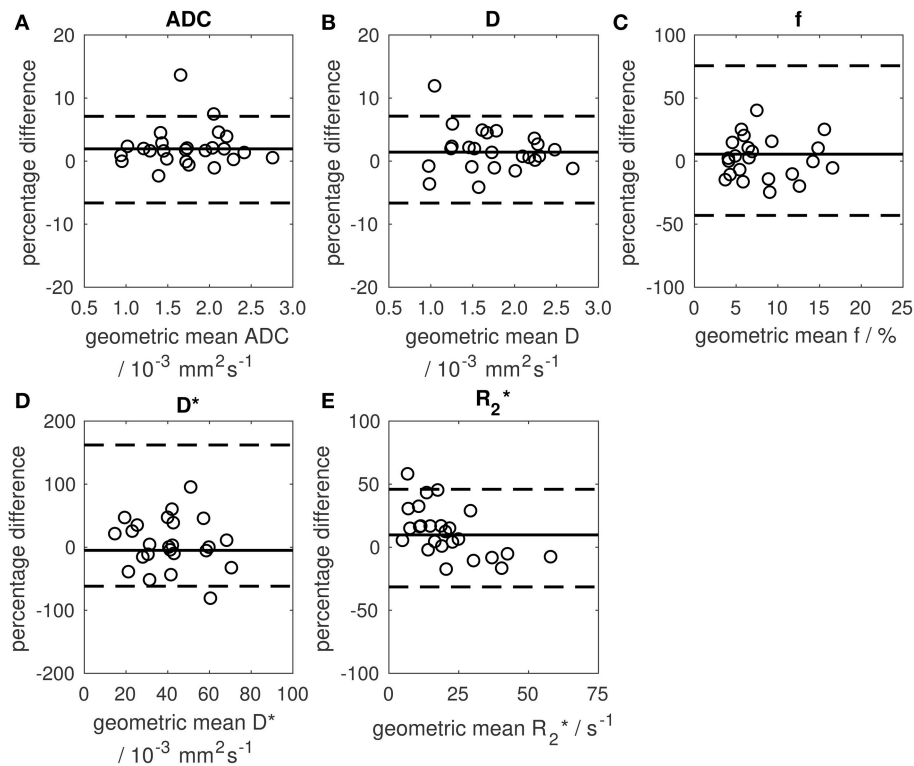 A ADC
20
10
0
-10
-20
percentage difference
0.5 1.0 1.5 2.0 2.5 3.0
geometric mean ADC
/ 10⁻³ mm²s⁻¹
B D
20
10
0
-10
-20
percentage difference
0.5 1.0 1.5 2.0 2.5 3.0
geometric mean D
/ 10⁻³ mm²s⁻¹
C f
100
50
0
-50
-100
percentage difference
0 5 10 15 20 25
geometric mean f / %
D D*
200
100
0
-100
-200
percentage difference
0 20 40 60 80 100
geometric mean D*
/ 10⁻³ mm²s⁻¹
E R₂*
100
50
0
-50
-100
percentage difference
0 25 50 75
geometric mean R₂* / s⁻¹